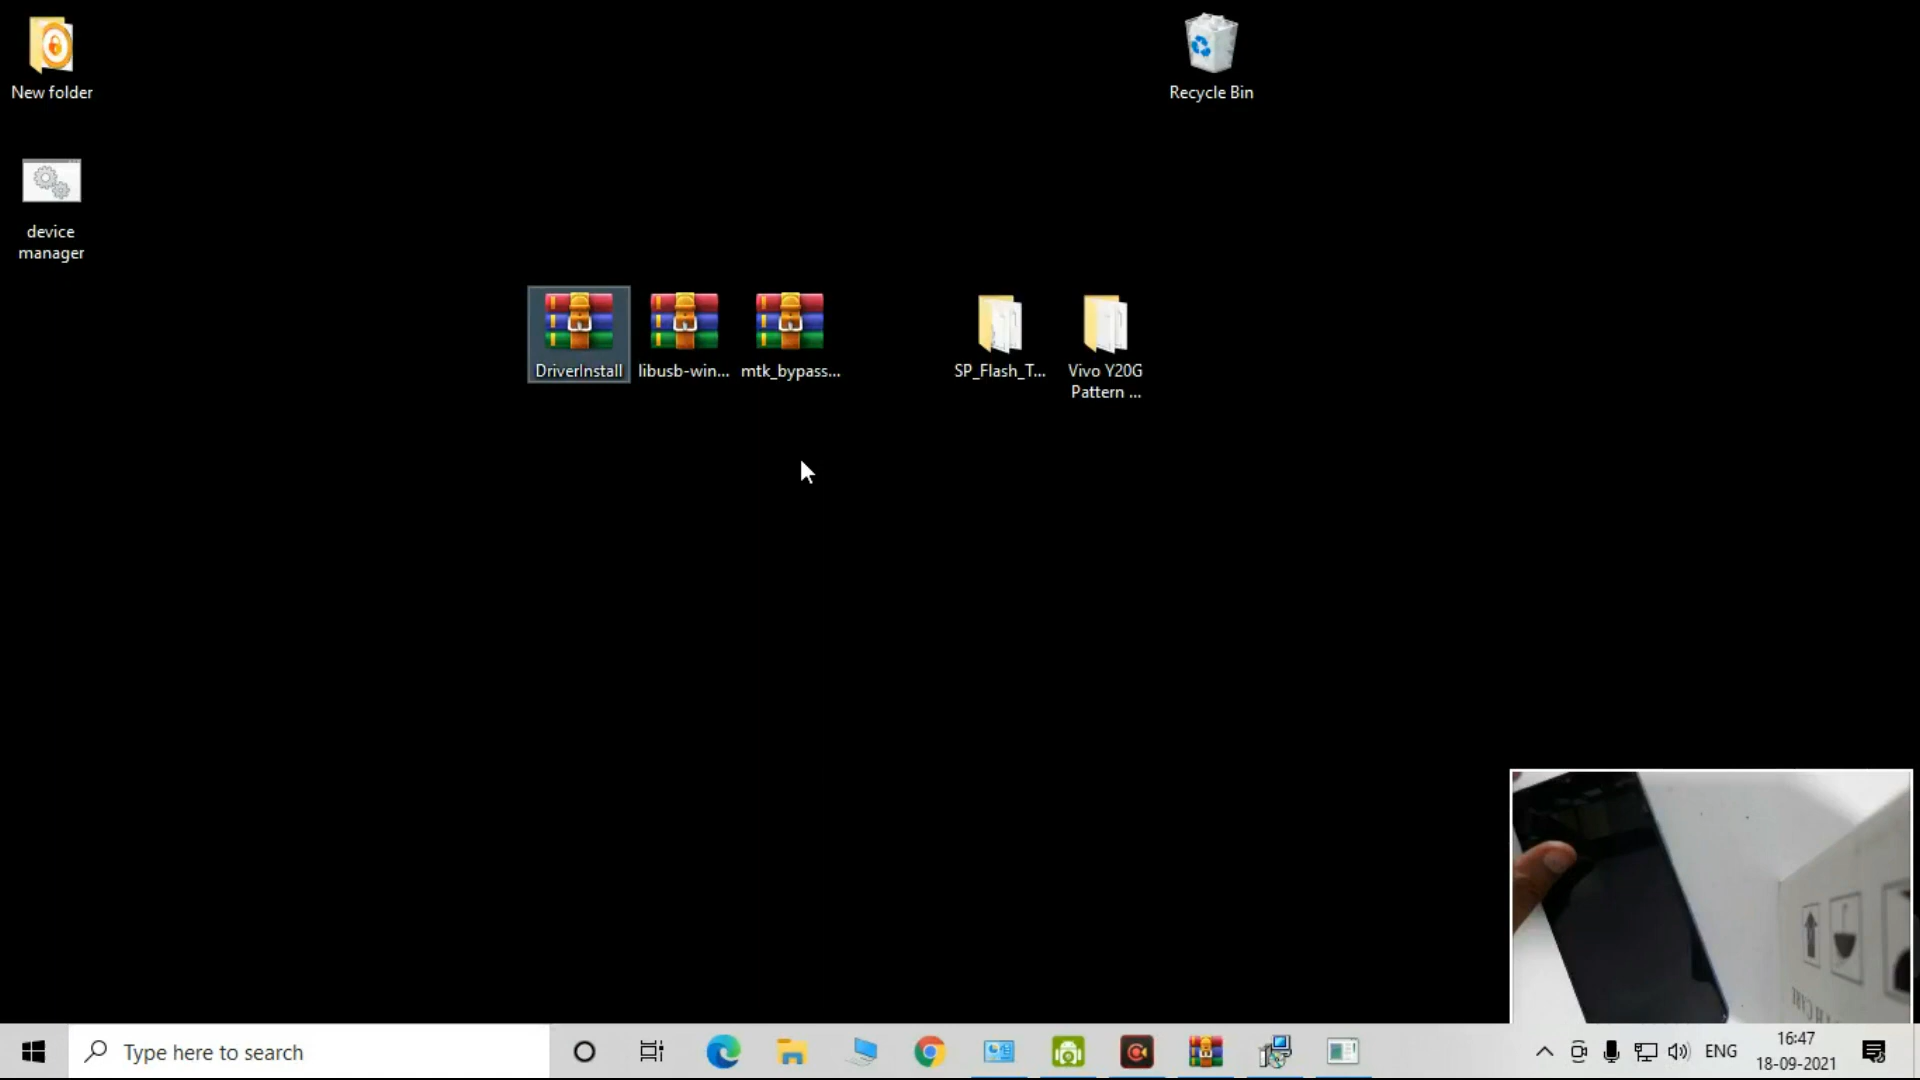 New folder
Recycle Bin
device
manager
DriverInstall
libusb-win...
mtk_bypass...
SP_Flash_T...
Vivo Y20G
Pattern ...
Type here to search
ENG
16:47
18-09-2021